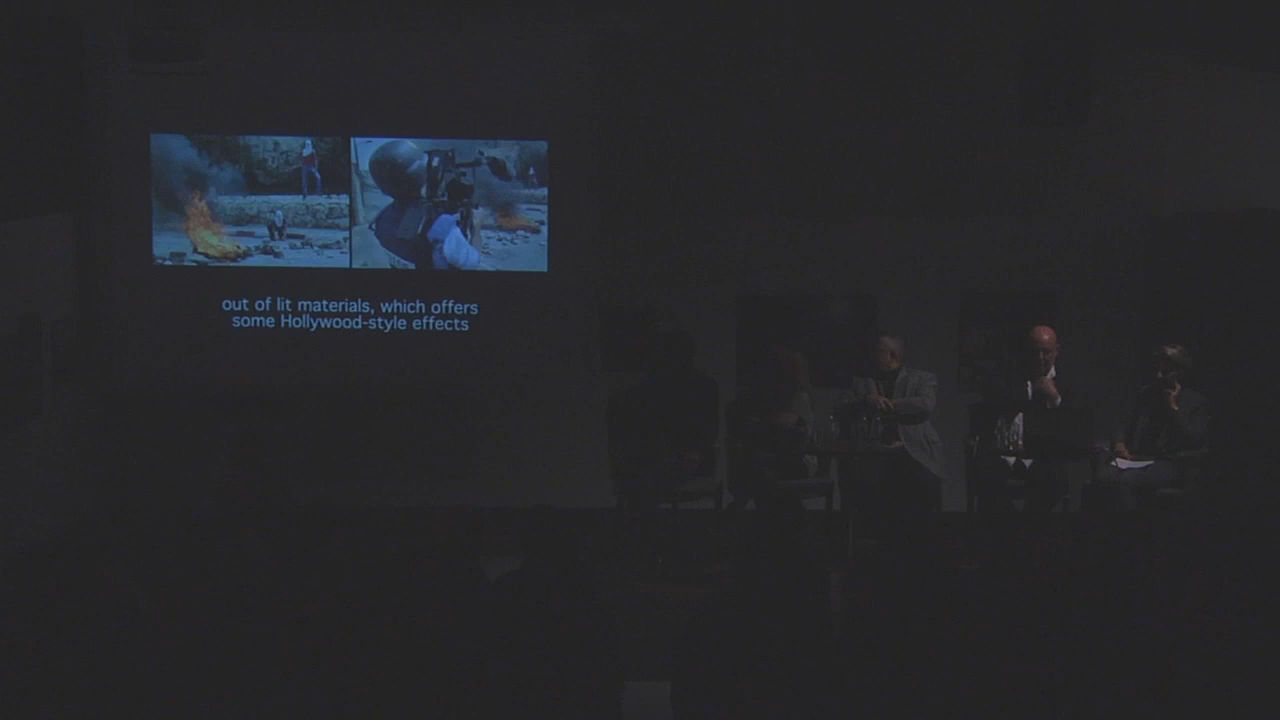 out of lit materials, which offers
some Hollywood-style effects